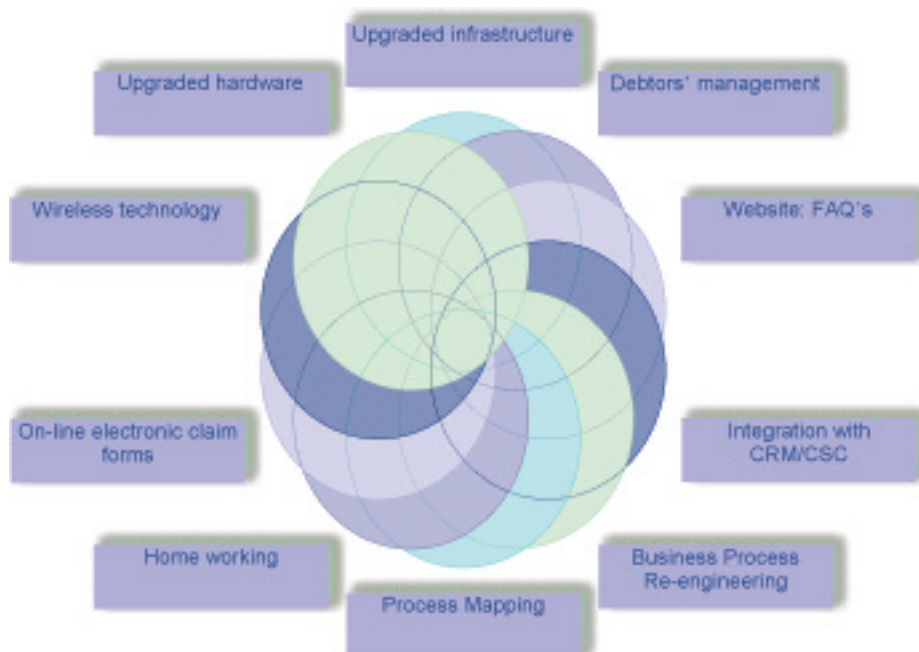 Upgraded infrastructure
Upgraded hardware
Debtors' management
Wireless technology
Website: FAQ's
On-line electronic claim
forms
Integration with
CRM/CSC
Home working
Business Process
Re-engineering
Process Mapping